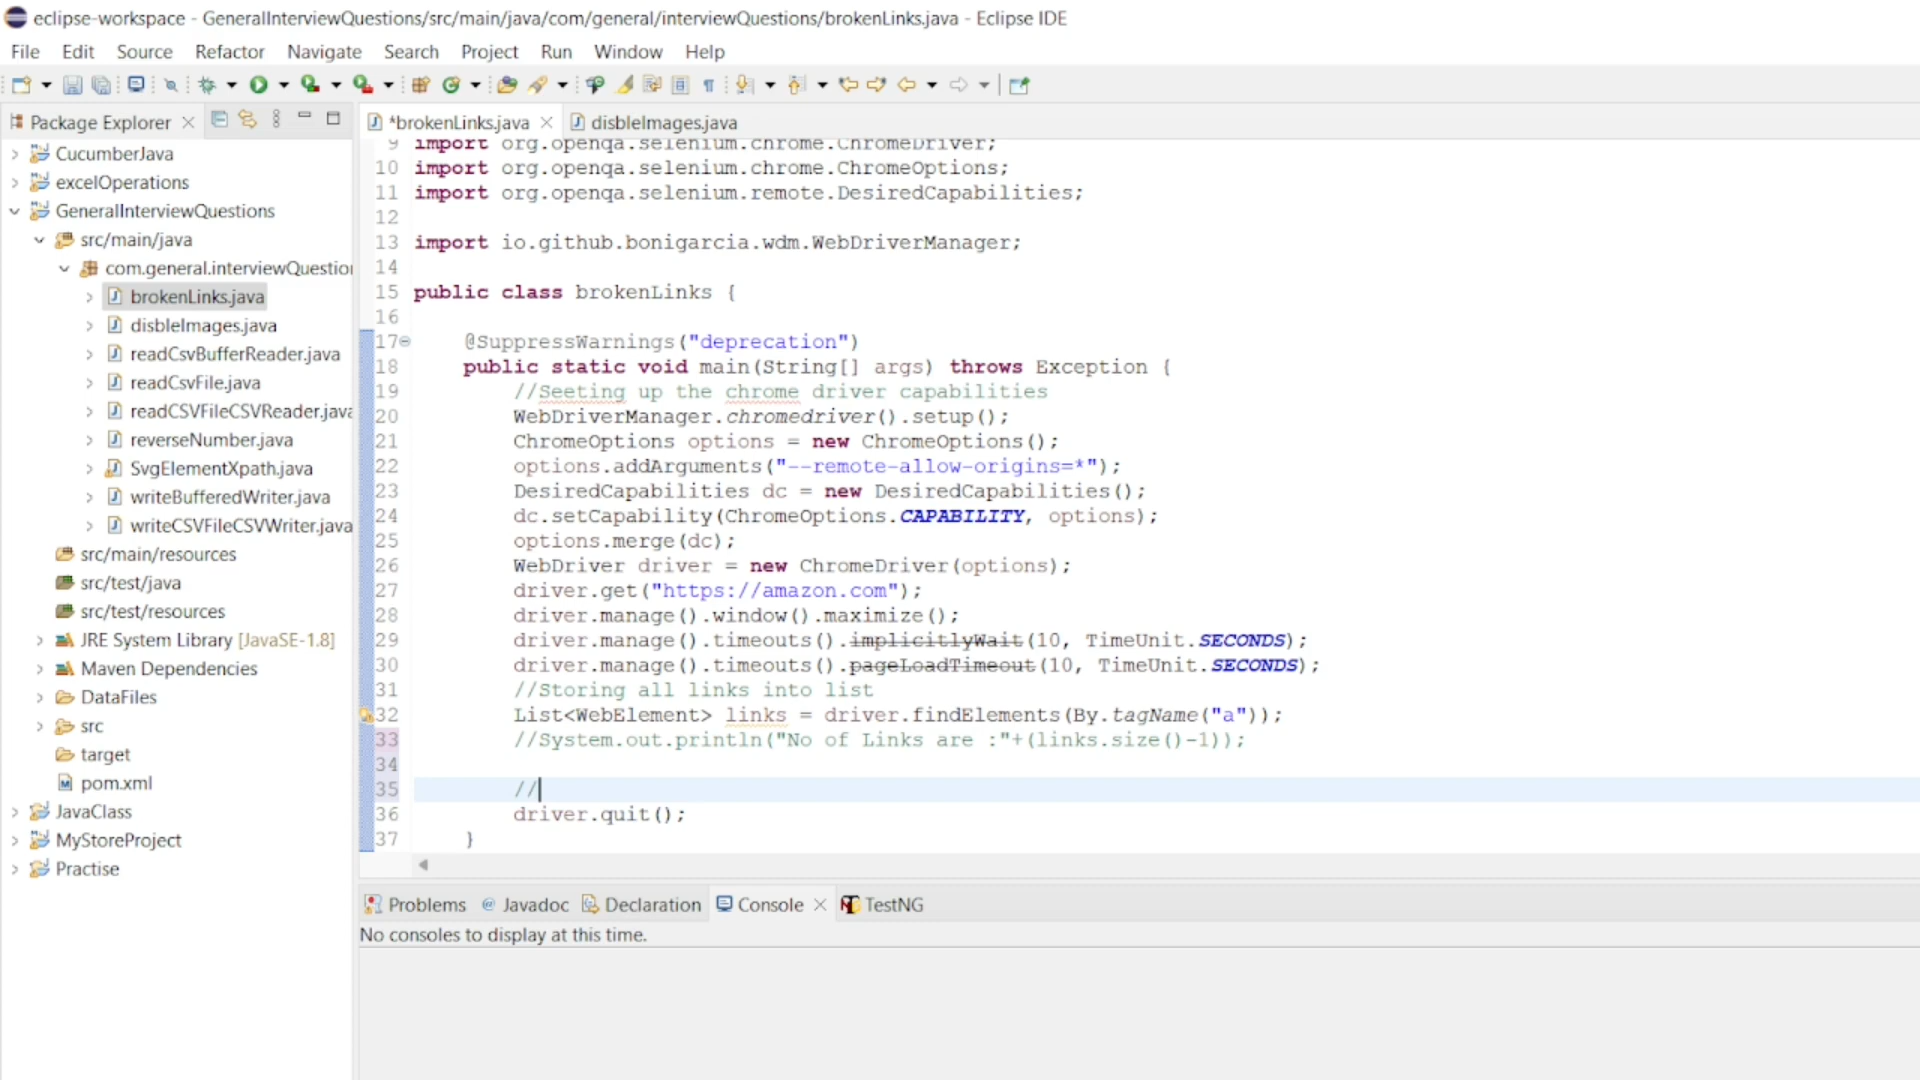 eclipse-workspace - GeneralInterviewQuestions/src/main/java/com/general/interviewQuestions/brokenLinks.java - Eclipse IDE
File Edit Source Refactor Navigate Search Project Run Window Help
Package Explorer
*brokenLinks.java disbleImages.java
CucumberJava
excelOperations
GeneralInterviewQuestions
src/main/java
com.general.interviewQuestion
brokenLinks.java
disbleImages.java
readCsvBufferReader.java
readCsvFile.java
readCSVFileCSVReader.java
reverseNumber.java
SvgElementXpath.java
writeBufferedWriter.java
writeCSVFileCSVWriter.java
src/main/resources
src/test/java
src/test/resources
JRE System Library [JavaSE-1.8]
Maven Dependencies
DataFiles
src
target
pom.xml
JavaClass
MyStoreProject
Practise
9 import org.openqa.selenium.chrome.ChromeDriver;
10 import org.openqa.selenium.chrome.ChromeOptions;
11 import org.openqa.selenium.remote.DesiredCapabilities;
12
13 import io.github.bonigarcia.wdm.WebDriverManager;
14
15 public class brokenLinks {
16
17 @SuppressWarnings("deprecation")
18 public static void main(String[] args) throws Exception {
19 //Seeting up the chrome driver capabilities
20 WebDriverManager.chromedriver().setup();
21 ChromeOptions options = new ChromeOptions();
22 options.addArguments("--remote-allow-origins=*");
23 DesiredCapabilities dc = new DesiredCapabilities();
24 dc.setCapability(ChromeOptions.CAPABILITY, options);
25 options.merge(dc);
26 WebDriver driver = new ChromeDriver(options);
27 driver.get("https://amazon.com");
28 driver.manage().window().maximize();
29 driver.manage().timeouts().implicitlyWait(10, TimeUnit.SECONDS);
30 driver.manage().timeouts().pageLoadTimeout(10, TimeUnit.SECONDS);
31 //Storing all links into list
32 List<WebElement> links = driver.findElements(By.tagName("a"));
33 //System.out.println("No of Links are :"+(links.size()-1));
34
35 //
36 driver.quit();
37 }
Problems Javadoc Declaration Console TestNG
No consoles to display at this time.